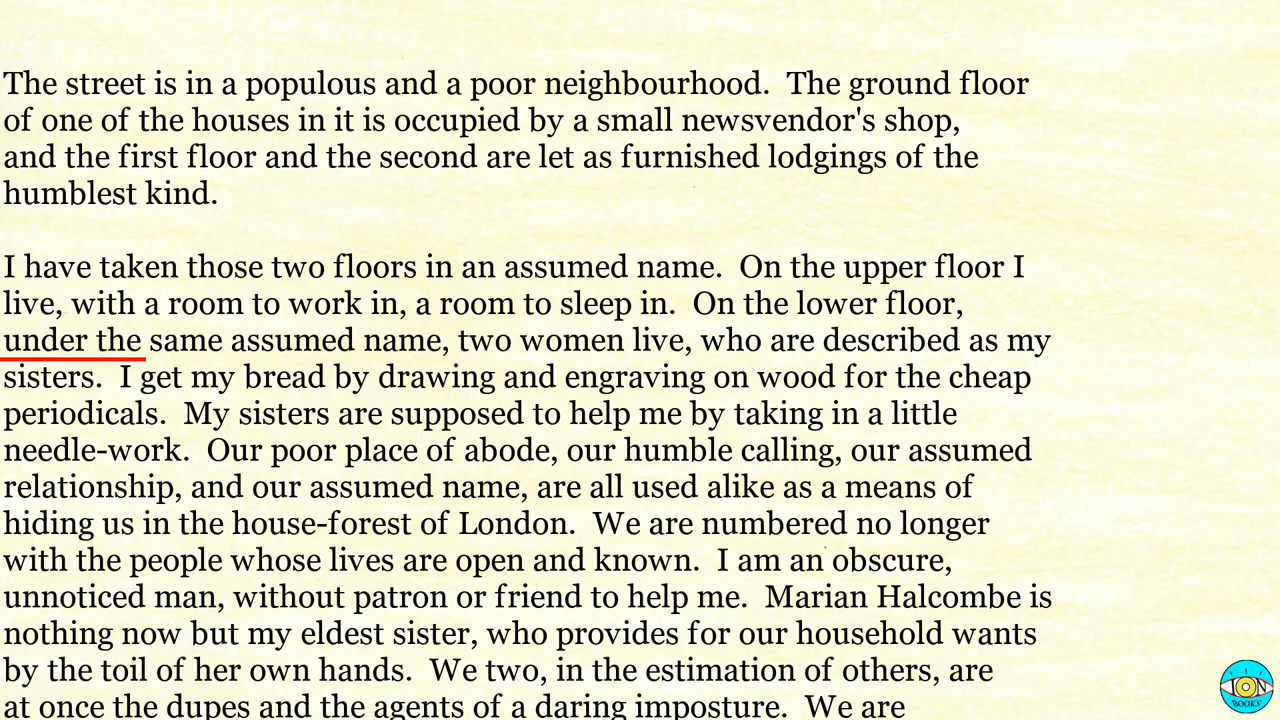 The street is in a populous and a poor neighbourhood.  The ground floor
of one of the houses in it is occupied by a small newsvendor's shop,
and the first floor and the second are let as furnished lodgings of the
humblest kind.
I have taken those two floors in an assumed name.  On the upper floor I
live, with a room to work in, a room to sleep in.  On the lower floor,
under the same assumed name, two women live, who are described as my
sisters.  I get my bread by drawing and engraving on wood for the cheap
periodicals.  My sisters are supposed to help me by taking in a little
needle-work.  Our poor place of abode, our humble calling, our assumed
relationship, and our assumed name, are all used alike as a means of
hiding us in the house-forest of London.  We are numbered no longer
with the people whose lives are open and known.  I am an obscure,
unnoticed man, without patron or friend to help me.  Marian Halcombe is
nothing now but my eldest sister, who provides for our household wants
by the toil of her own hands.  We two, in the estimation of others, are
at once the dupes and the agents of a daring imposture.  We are
ION
BOOKS